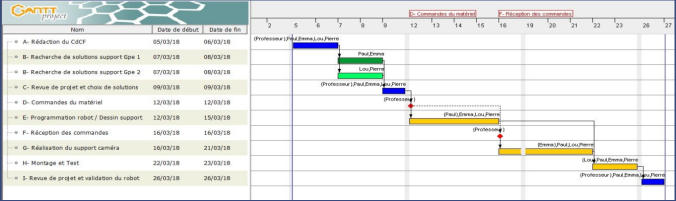 GANTT project
D- Commandes du matériel F- Réception des commandes
Nom Date de début Date de fin
2 5 6 7 8 9 12 13 14 15 16 19 20 21 22 23 26 27
(Professeur),Paul,Emma,Lou,Pierre
A- Rédaction du CdCF 05/03/18 06/03/18
Paul,Emma
B- Recherche de solutions support Gpe 1 07/03/18 08/03/18
Lou,Pierre
B- Recherche de solutions support Gpe 2 07/03/18 08/03/18
(Professeur),Paul,Emma,Lou,Pierre
C- Revue de projet et choix de solutions 09/03/18 09/03/18
(Professeur)
D- Commandes du matériel 12/03/18 12/03/18
(Paul),Emma,Lou,Pierre
E- Programmation robot / Dessin support 12/03/18 15/03/18
(Professeur)
F- Réception des commandes 16/03/18 16/03/18
(Emma),Paul,Lou,Pierre
G- Réalisation du support caméra 16/03/18 21/03/18
(Lou),Paul,Emma,Pierre
H- Montage et Test 22/03/18 23/03/18
(Professeur),Paul,Emma,Lou,Pierre
I- Revue de projet et validation du robot 26/03/18 26/03/18